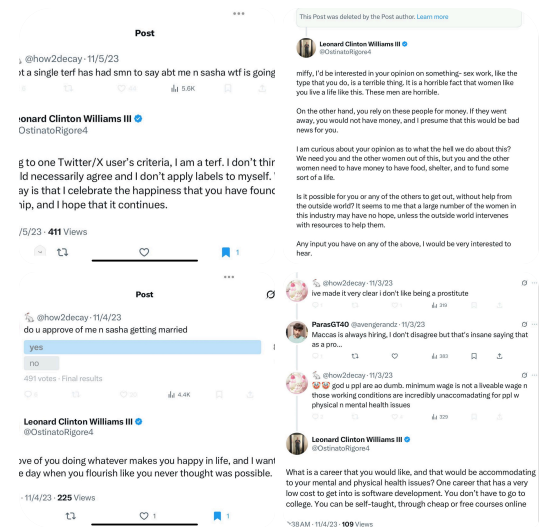 Post
@how2decay · 11/5/23
a single terf has had smn to say abt me n sasha wtf is going
5.6K
Leonard Clinton Williams III
OstinatoRigore4
g to one Twitter/X user's criteria, I am a terf. I don't
necessarily agree and I don't apply labels to myself.
ay is that I celebrate the happiness that you have
and I hope that it continues.
/5/23 · 411 Views
1
Post
@how2decay · 11/4/23
do u approve of me n sasha getting married
yes
no
491 votes · Final results
4.4K
Leonard Clinton Williams III
@OstinatoRigore4
ove of you doing whatever makes you happy in life, and I want
e day when you flourish like you never thought was possible.
· 11/4/23 · 225 Views
1
1
This Post was deleted by the Post author. Learn more
Leonard Clinton Williams III
@OstinatoRigore4
miffy, I'd be interested in your opinion on something- sex work, like the
type that you do, is a terrible thing. It is a horrific fact that women like
you live a life like this. These men are horrible.
On the other hand, you rely on these people for money. If they went
away, you would not have money, and I presume that this would be bad
news for you.
I am curious about your opinion as to what the hell we do about this?
We need you and the other women out of this, but you and the other
women need to have money to have food, shelter, and to fund some
sort of a life.
Is it possible for you or any of the others to get out, without help from
the outside world? It seems to me that a large number of the women in
this industry may have no hope, unless the outside world intervenes
with resources to help them.
Any input you have on any of the above, I would be very interested to
hear.
@how2decay · 11/3/23
ive made it very clear i don't like being a prostitute
319
ParasGT40 @avengerandz · 11/3/23
Maccas is always hiring, I don't disagree but that's insane saying that
as a pro...
383
@how2decay · 11/3/23
🤡🤡 god u ppl are ao dumb. minimum wage is not a liveable wage n
those working conditions are incredibly unaccomadating for ppl w
physical n mental health issues
329
Leonard Clinton Williams III
@OstinatoRigore4
What is a career that you would like, and that would be accommodating
to your mental and physical health issues? One career that has a very
low cost to get into is software development. You don't have to go to
college. You can be self-taught, through cheap or free courses online
38 AM · 11/4/23 · 109 Views